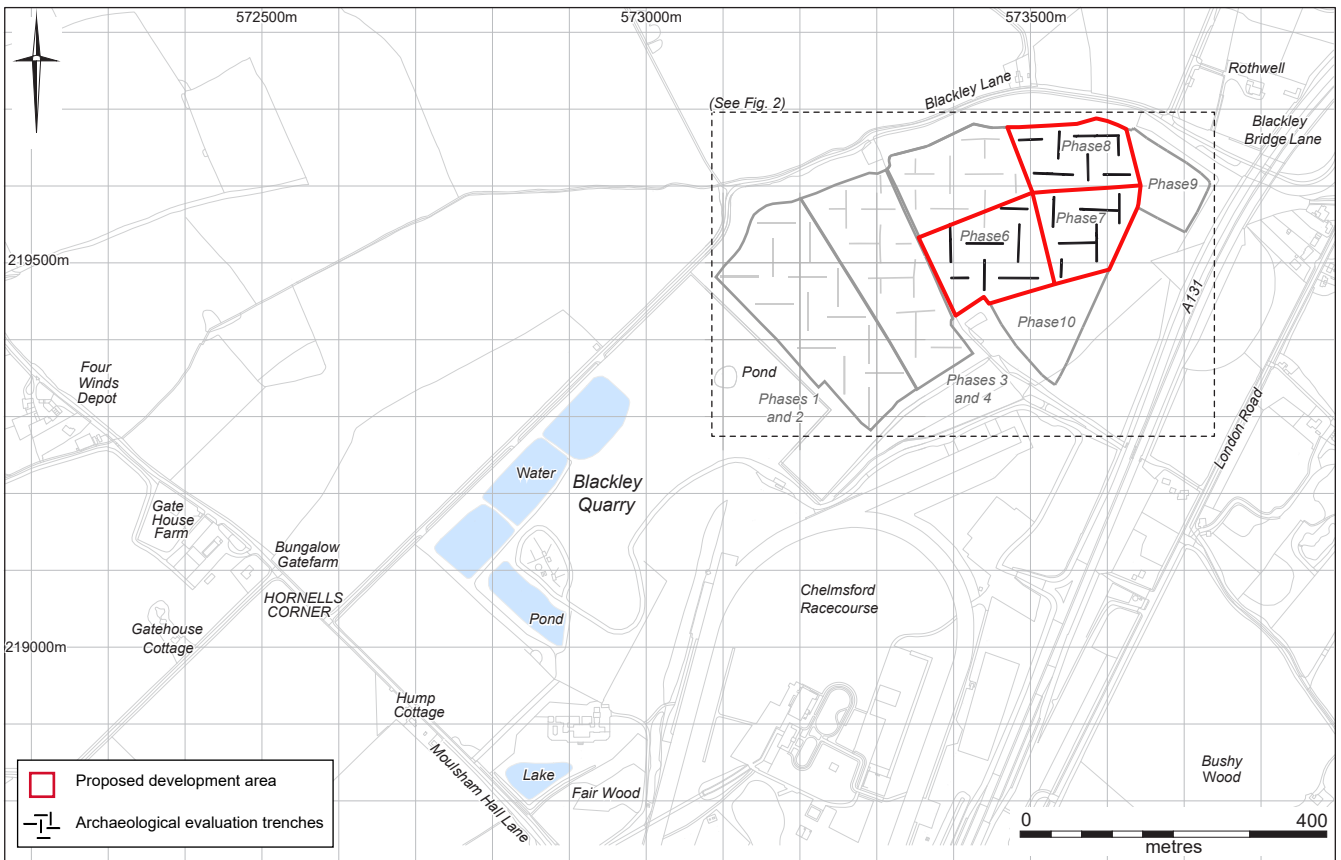 572500m
573000m
573500m
Rothwell
Blackley Lane
(See Fig. 2)
Blackley
Bridge Lane
Phase8
Phase9
Phase7
Phase6
219500m
A131
Phase10
Four
Winds
Depot
Pond
Phases 3
and 4
Phases 1
and 2
London Road
Water
Blackley
Quarry
Gate
House
Farm
Bungalow
Gatefarm
HORNELLS
CORNER
Chelmsford
Racecourse
Pond
Gatehouse
Cottage
219000m
Hump
Cottage
Moulsham Hall Lane
Lake
Fair Wood
Bushy
Wood
Proposed development area
Archaeological evaluation trenches
0
400
metres